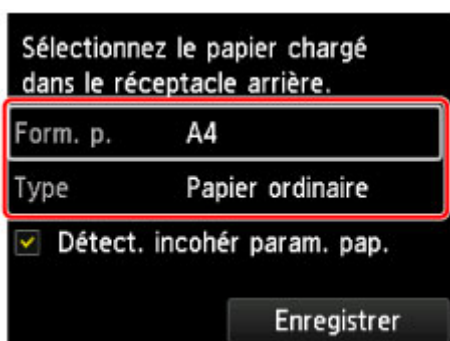 Sélectionnez le papier chargé
dans le réceptacle arrière.
Form. p. A4
Type Papier ordinaire
Détect. incohér param. pap.
Enregistrer